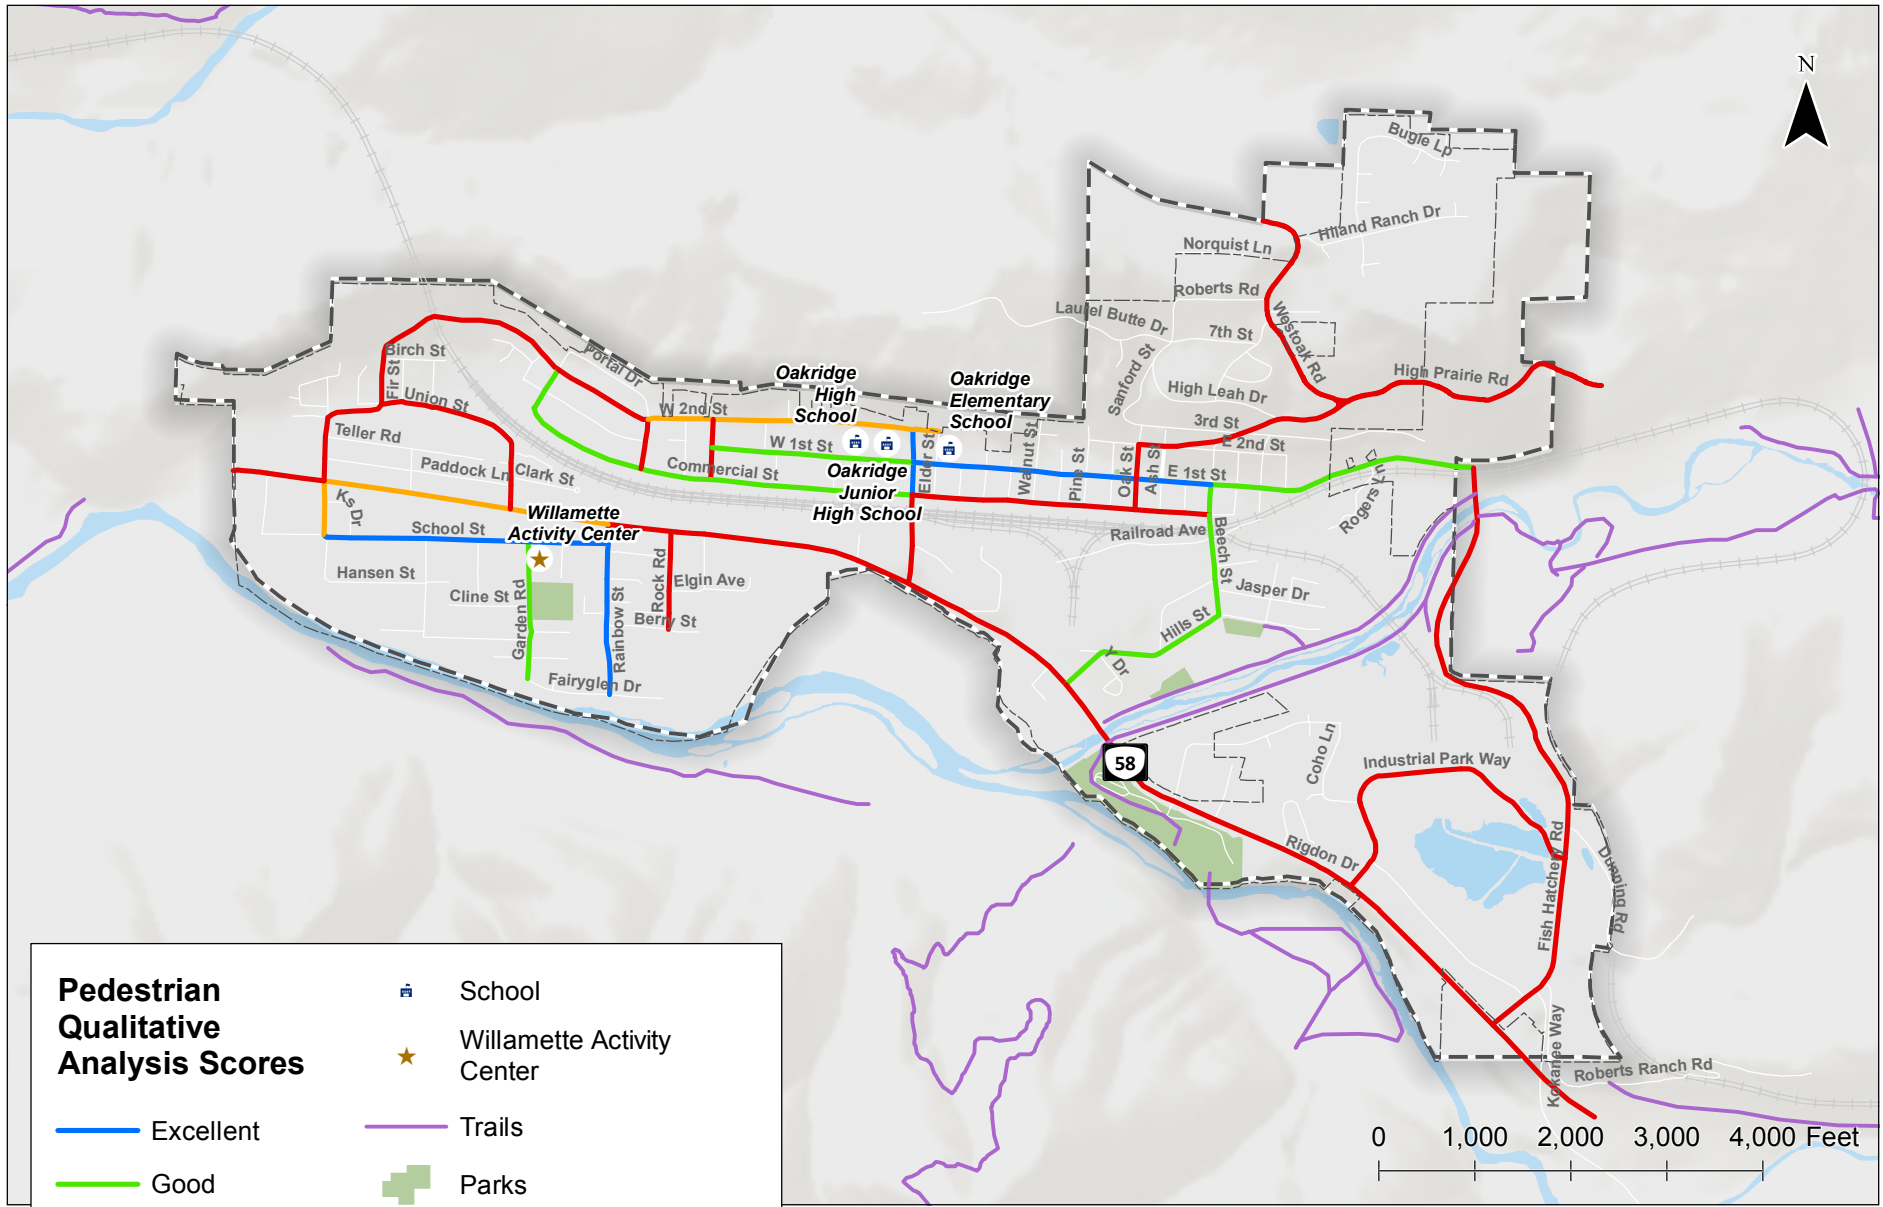 N
Bugle Lp
Hiland Ranch Dr
Norquist Ln
Roberts Rd
Laurel Butte Dr
7th St
Westoak Rd
Sanford St
High Leah Dr
High Prairie Rd
3rd St
E 2nd St
Birch St
Fir St
Union St
Portal Dr
Oakridge
High
School
Oakridge
Elementary
School
W 2nd St
W 1st St
Teller Rd
Paddock Ln
Clark St
Commercial St
Oakridge
Junior
High School
Elder St
Walnut St
Pine St
Oak St
Ash St
E 1st St
Rogers Ln
Ks Dr
School St
Willamette
Activity Center
Railroad Ave
Beech St
Hansen St
Cline St
Garden Rd
Rainbow St
Rock Rd
Elgin Ave
Berry St
Jasper Dr
Hills St
Y Dr
Fairyglen Dr
58
Coho Ln
Industrial Park Way
Rigdon Dr
Fish Hatchery Rd
Dunning Rd
Kokanee Way
Roberts Ranch Rd
Pedestrian
Qualitative
Analysis Scores
School
Willamette Activity
Center
Excellent
Trails
Good
Parks
0 1,000 2,000 3,000 4,000 Feet